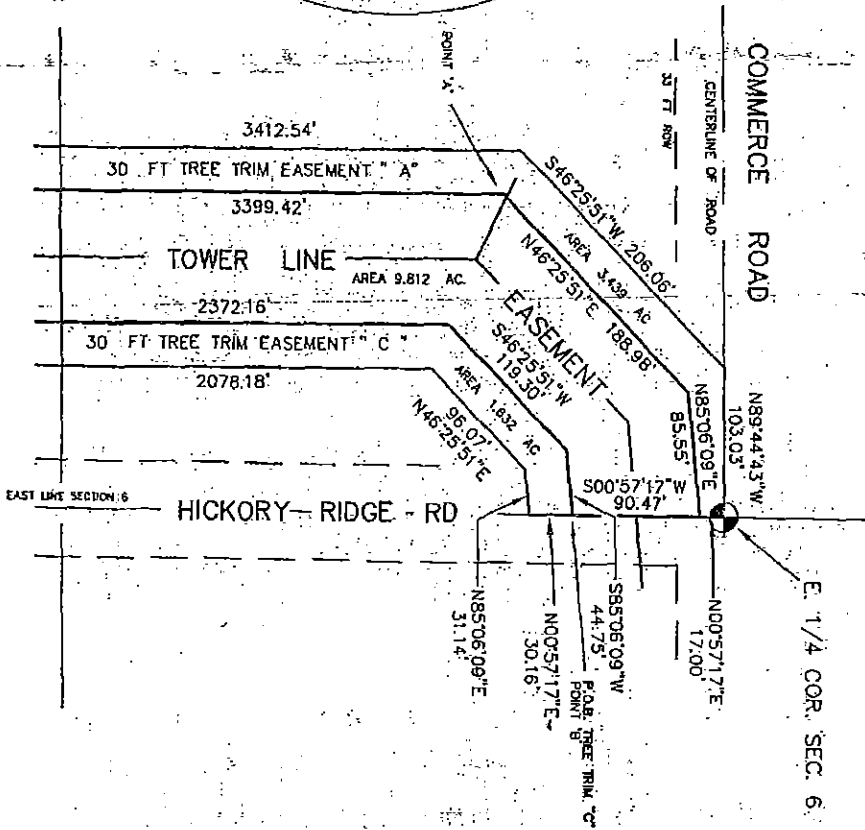 COMMERCE ROAD
CENTERLINE OF ROAD
33 FT ROW
POINT "A"
3412.54'
30 FT TREE TRIM EASEMENT "A"
3399.42'
S46°25'51"W 206.06'
AREA 3.439 AC
N46°25'51"E 188.98'
TOWER LINE
AREA 9.812 AC.
EASEMENT
2372.16'
30 FT TREE TRIM EASEMENT "C"
2078.18'
S46°25'51"W
119.30'
AREA 1.632 AC
96.07'
N46°25'51"E
N85°06'09"E
85.55'
N89°44'43"W
103.03'
S00°57'17"W
90.47'
EAST LINE SECTION 6
HICKORY RIDGE RD
E. 1/4 COR. SEC. 6
N00°57'17"E
17.00'
S85°06'09"W
44.75'
P.O.B. TREE TRIM "C"
POINT "B"
N00°57'17"E
30.16'
N85°06'09"E
31.14'